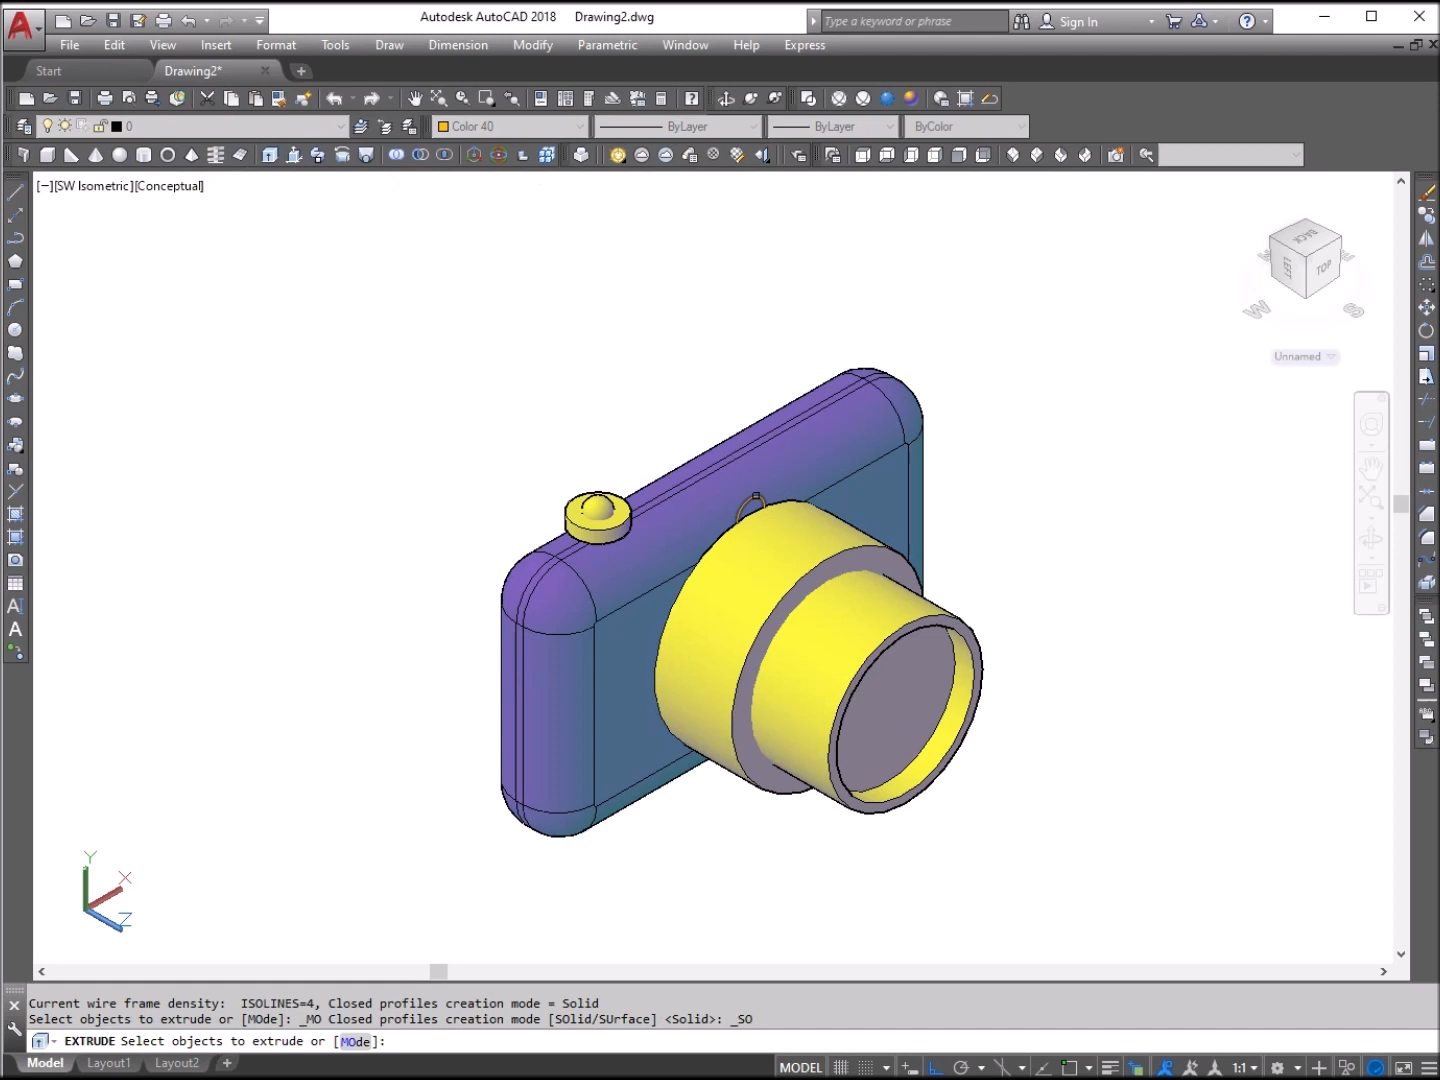 Autodesk AutoCAD 2018 Drawing2.dwg
Type a keyword or phrase
Sign In
File Edit View Insert Format Tools Draw Dimension Modify Parametric Window Help Express
Start
Drawing2*
0
Color 40
ByLayer
ByLayer
ByColor
[−][SW Isometric][Conceptual]
BACK
LEFT
TOP
W
S
Unnamed
Y
X
Z
Current wire frame density: ISOLINES=4, Closed profiles creation mode = Solid
Select objects to extrude or [MOde]: _MO Closed profiles creation mode [SOlid/SUrface] <Solid>: _SO
EXTRUDE Select objects to extrude or [MOde]:
Model Layout1 Layout2 +
MODEL
1:1